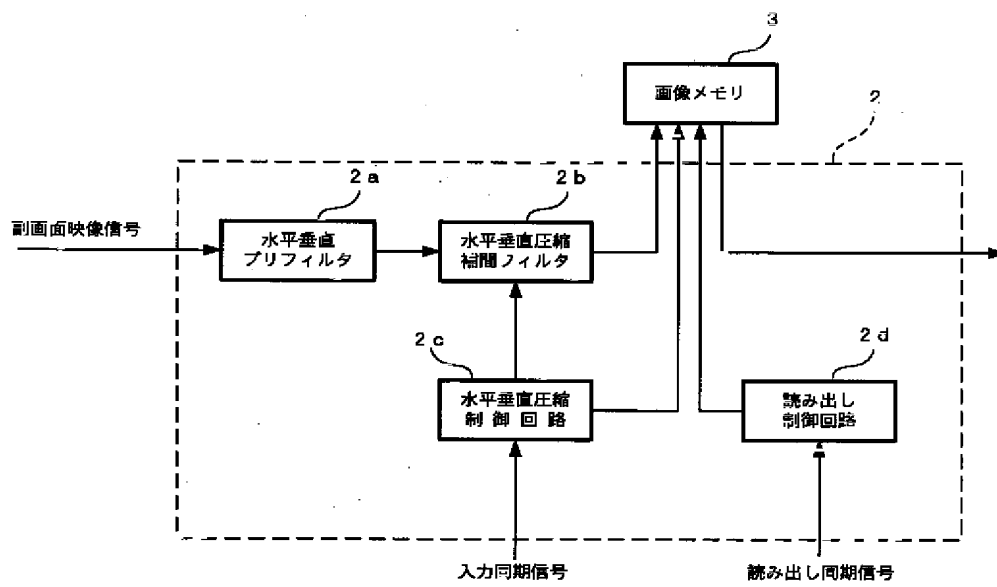 3
画像メモリ
2
2a
2b
副画面映像信号
水平垂直
プリフィルタ
水平垂直圧縮
補間フィルタ
2c
2d
水平垂直圧縮
制御回路
読み出し
制御回路
入力同期信号
読み出し同期信号